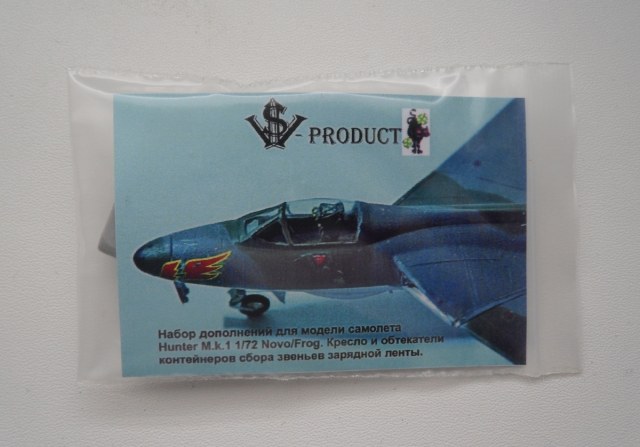 WS - PRODUCT
Набор дополнений для модели самолета
Hunter M.k.1 1/72 Novo/Frog. Кресло и обтекатели
контейнеров сбора звеньев зарядной ленты.